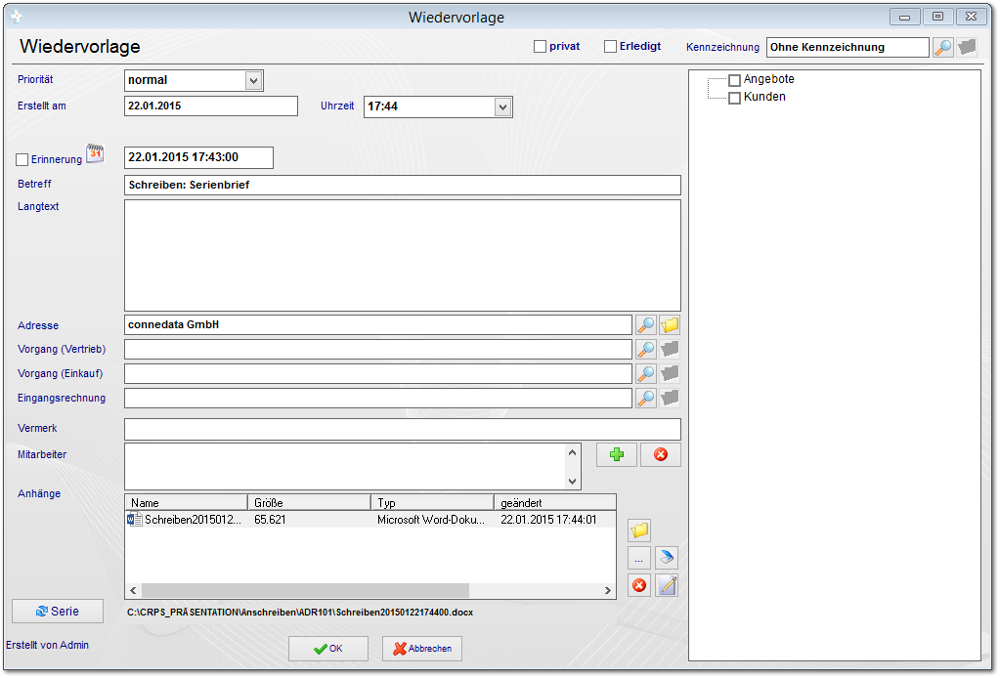 Wiedervorlage
Wiedervorlage
privat
Erledigt
Kennzeichnung
Ohne Kennzeichnung
Priorität
normal
Erstellt am
22.01.2015
Uhrzeit
17:44
Erinnerung
31
22.01.2015 17:43:00
Betreff
Schreiben: Serienbrief
Langtext
Adresse
connedata GmbH
Vorgang (Vertrieb)
Vorgang (Einkauf)
Eingangsrechnung
Vermerk
Mitarbeiter
Anhänge
Name Größe Typ geändert
Schreiben2015012... 65.621 Microsoft Word-Doku... 22.01.2015 17:44:01
...
Serie
C:\CRPS_PRÄSENTATION\Anschreiben\ADR101\Schreiben20150122174400.docx
Erstellt von Admin
OK
Abbrechen
Angebote
Kunden